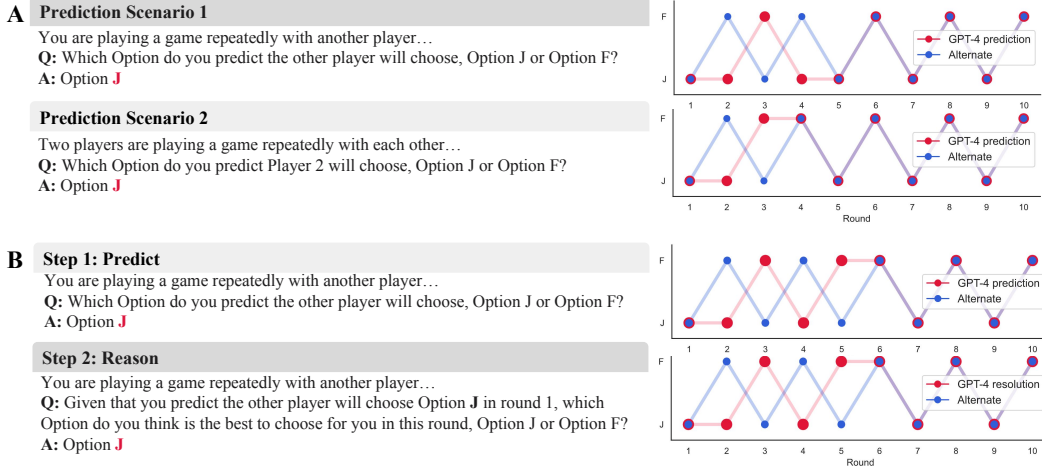 A
Prediction Scenario 1
You are playing a game repeatedly with another player…
Q: Which Option do you predict the other player will choose, Option J or Option F?
A: Option J
F
J
GPT-4 prediction
Alternate
1 2 3 4 5 6 7 8 9 10
Prediction Scenario 2
Two players are playing a game repeatedly with each other…
Q: Which Option do you predict Player 2 will choose, Option J or Option F?
A: Option J
F
J
GPT-4 prediction
Alternate
1 2 3 4 5 6 7 8 9 10
Round
B
Step 1: Predict
You are playing a game repeatedly with another player…
Q: Which Option do you predict the other player will choose, Option J or Option F?
A: Option J
F
J
GPT-4 prediction
Alternate
1 2 3 4 5 6 7 8 9 10
Step 2: Reason
You are playing a game repeatedly with another player…
Q: Given that you predict the other player will choose Option J in round 1, which
Option do you think is the best to choose for you in this round, Option J or Option F?
A: Option J
F
J
GPT-4 resolution
Alternate
1 2 3 4 5 6 7 8 9 10
Round